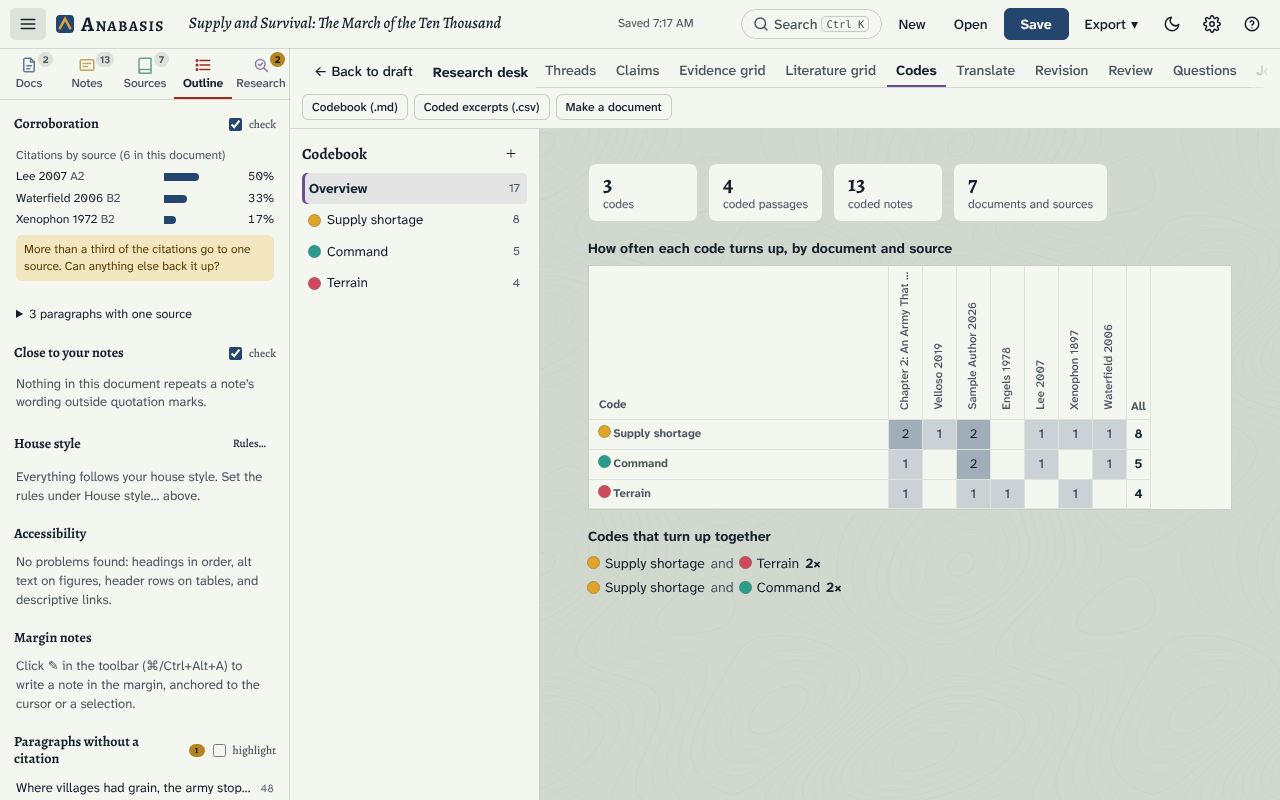 Anabasis
Supply and Survival: The March of the Ten Thousand
Saved 7:17 AM
Search Ctrl K
New
Open
Save
Export ▾
2
Docs
13
Notes
7
Sources
Outline
2
Research
← Back to draft
Research desk
Threads
Claims
Evidence grid
Literature grid
Codes
Translate
Revision
Review
Questions
Codebook (.md)
Coded excerpts (.csv)
Make a document
Corroboration
check
Citations by source (6 in this document)
Lee 2007 A2 50%
Waterfield 2006 B2 33%
Xenophon 1972 B2 17%
More than a third of the citations go to one
source. Can anything else back it up?
▶ 3 paragraphs with one source
Close to your notes
check
Nothing in this document repeats a note's
wording outside quotation marks.
House style
Rules…
Everything follows your house style. Set the
rules under House style… above.
Accessibility
No problems found: headings in order, alt
text on figures, header rows on tables, and
descriptive links.
Margin notes
Click ✎ in the toolbar (⌘/Ctrl+Alt+A) to
write a note in the margin, anchored to the
cursor or a selection.
Paragraphs without a
citation
1
highlight
Where villages had grain, the army stop… 48
Codebook
+
Overview 17
Supply shortage 8
Command 5
Terrain 4
3
codes
4
coded passages
13
coded notes
7
documents and sources
How often each code turns up, by document and source
Code
Chapter 2: An Army That …
Velloso 2019
Sample Author 2026
Engels 1978
Lee 2007
Xenophon 1897
Waterfield 2006
All
Supply shortage 2 1 2 1 1 1 8
Command 1 2 1 1 5
Terrain 1 1 1 1 4
Codes that turn up together
Supply shortage and Terrain 2×
Supply shortage and Command 2×